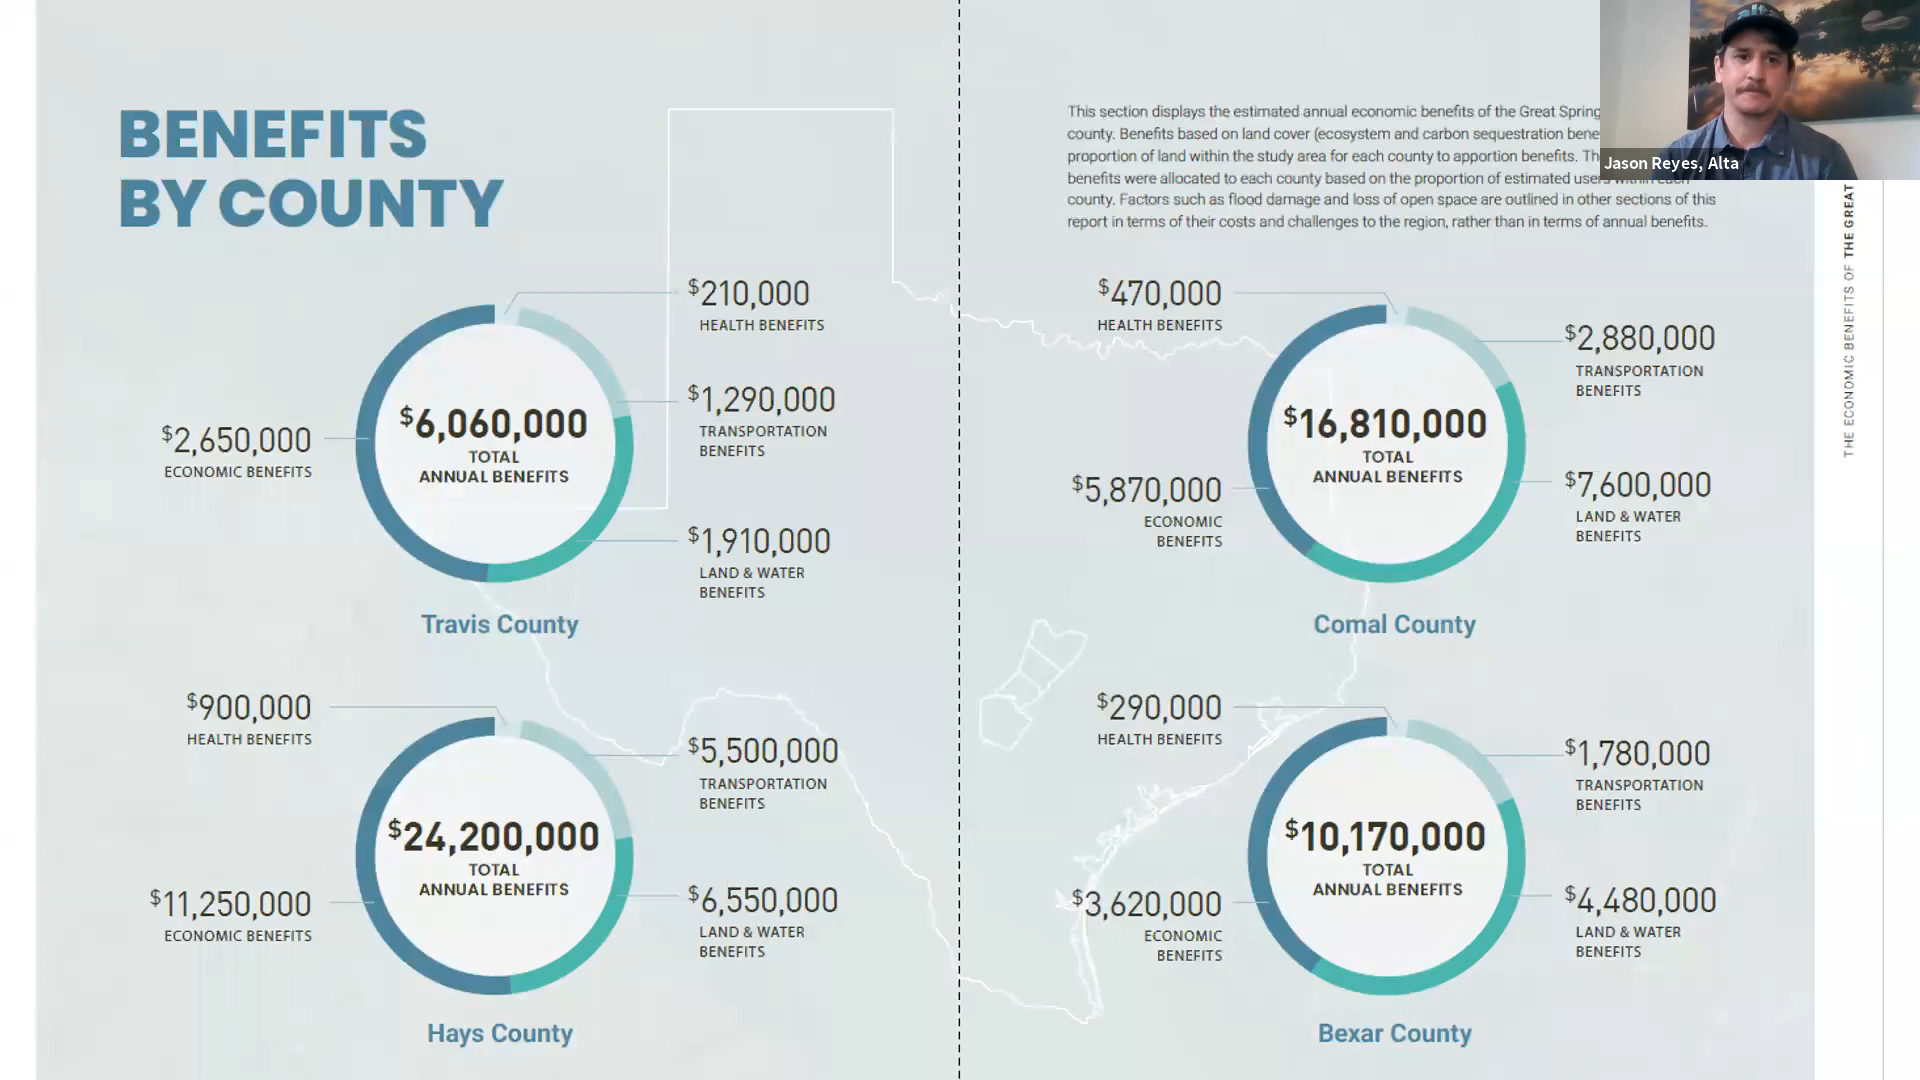 BENEFITS
BY COUNTY
This section displays the estimated annual economic benefits of the Great Spring
county. Benefits based on land cover (ecosystem and carbon sequestration bene
proportion of land within the study area for each county to apportion benefits. Th
benefits were allocated to each county based on the proportion of estimated users within each
county. Factors such as flood damage and loss of open space are outlined in other sections of this
report in terms of their costs and challenges to the region, rather than in terms of annual benefits.
Jason Reyes, Alta
THE ECONOMIC BENEFITS OF THE GREAT
$210,000
HEALTH BENEFITS
$1,290,000
TRANSPORTATION
BENEFITS
$2,650,000
ECONOMIC BENEFITS
$6,060,000
TOTAL
ANNUAL BENEFITS
$1,910,000
LAND & WATER
BENEFITS
Travis County
$470,000
HEALTH BENEFITS
$2,880,000
TRANSPORTATION
BENEFITS
$16,810,000
TOTAL
ANNUAL BENEFITS
$5,870,000
ECONOMIC
BENEFITS
$7,600,000
LAND & WATER
BENEFITS
Comal County
$900,000
HEALTH BENEFITS
$5,500,000
TRANSPORTATION
BENEFITS
$24,200,000
TOTAL
ANNUAL BENEFITS
$11,250,000
ECONOMIC BENEFITS
$6,550,000
LAND & WATER
BENEFITS
Hays County
$290,000
HEALTH BENEFITS
$1,780,000
TRANSPORTATION
BENEFITS
$10,170,000
TOTAL
ANNUAL BENEFITS
$3,620,000
ECONOMIC
BENEFITS
$4,480,000
LAND & WATER
BENEFITS
Bexar County